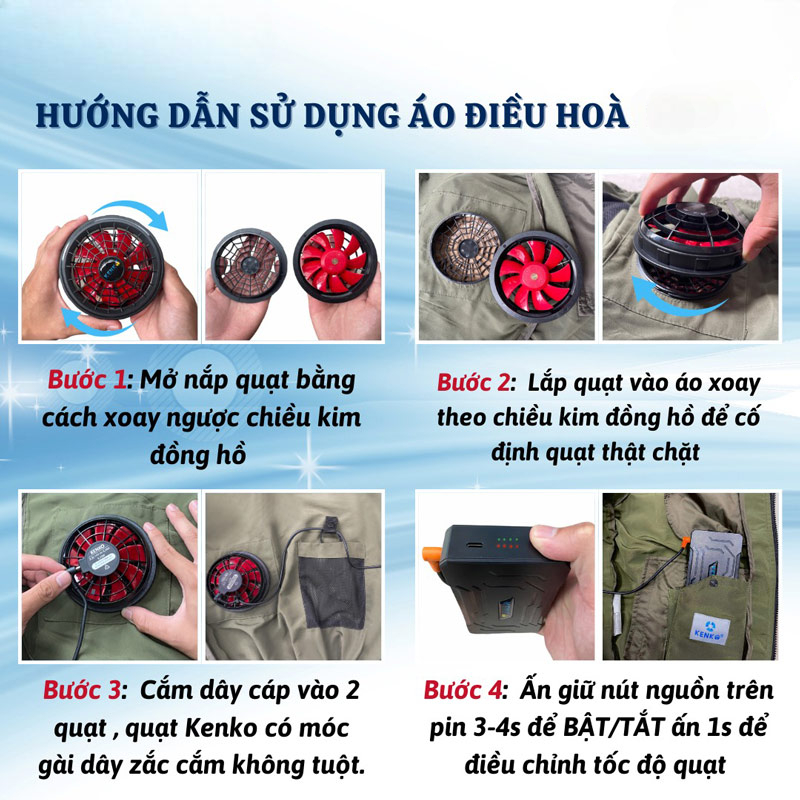 HƯỚNG DẪN SỬ DỤNG ÁO ĐIỀU HOÀ
Bước 1: Mở nắp quạt bằng
cách xoay ngược chiều kim
đồng hồ
Bước 2: Lắp quạt vào áo xoay
theo chiều kim đồng hồ để cố
định quạt thật chặt
KENKO
Bước 3: Cắm dây cáp vào 2
quạt , quạt Kenko có móc
gài dây zắc cắm không tuột.
KENKO
Bước 4: Ấn giữ nút nguồn trên
pin 3-4s để BẬT/TẮT ấn 1s để
điều chỉnh tốc độ quạt